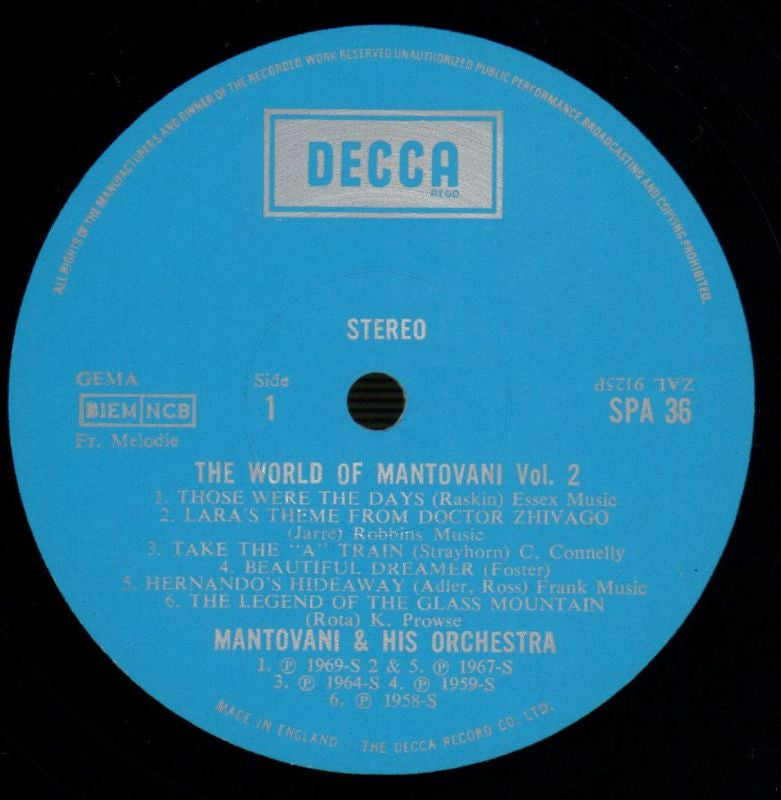 ALL RIGHTS OF THE MANUFACTURERS AND OWNER OF THE RECORDED WORK RESERVED UNAUTHORIZED PUBLIC PERFORMANCE, BROADCASTING AND COPYING PROHIBITED.
DECCA
REGD
STEREO
GEMA
Side
ZAL 9125P
BIEM NCB
1
SPA 36
Fr. Melodie
THE WORLD OF MANTOVANI Vol. 2
1. THOSE WERE THE DAYS (Raskin) Essex Music
2. LARA'S THEME FROM DOCTOR ZHIVAGO
(Jarre) Robbins Music
3. TAKE THE "A" TRAIN (Strayhorn) C. Connelly
4. BEAUTIFUL DREAMER (Foster)
5. HERNANDO'S HIDEAWAY (Adler, Ross) Frank Music
6. THE LEGEND OF THE GLASS MOUNTAIN
(Rota) K. Prowse
MANTOVANI & HIS ORCHESTRA
1. Ⓟ 1969-S 2 & 5. Ⓟ 1967-S
3. Ⓟ 1964-S 4. Ⓟ 1959-S
6. Ⓟ 1958-S
MADE IN ENGLAND THE DECCA RECORD CO. LTD.